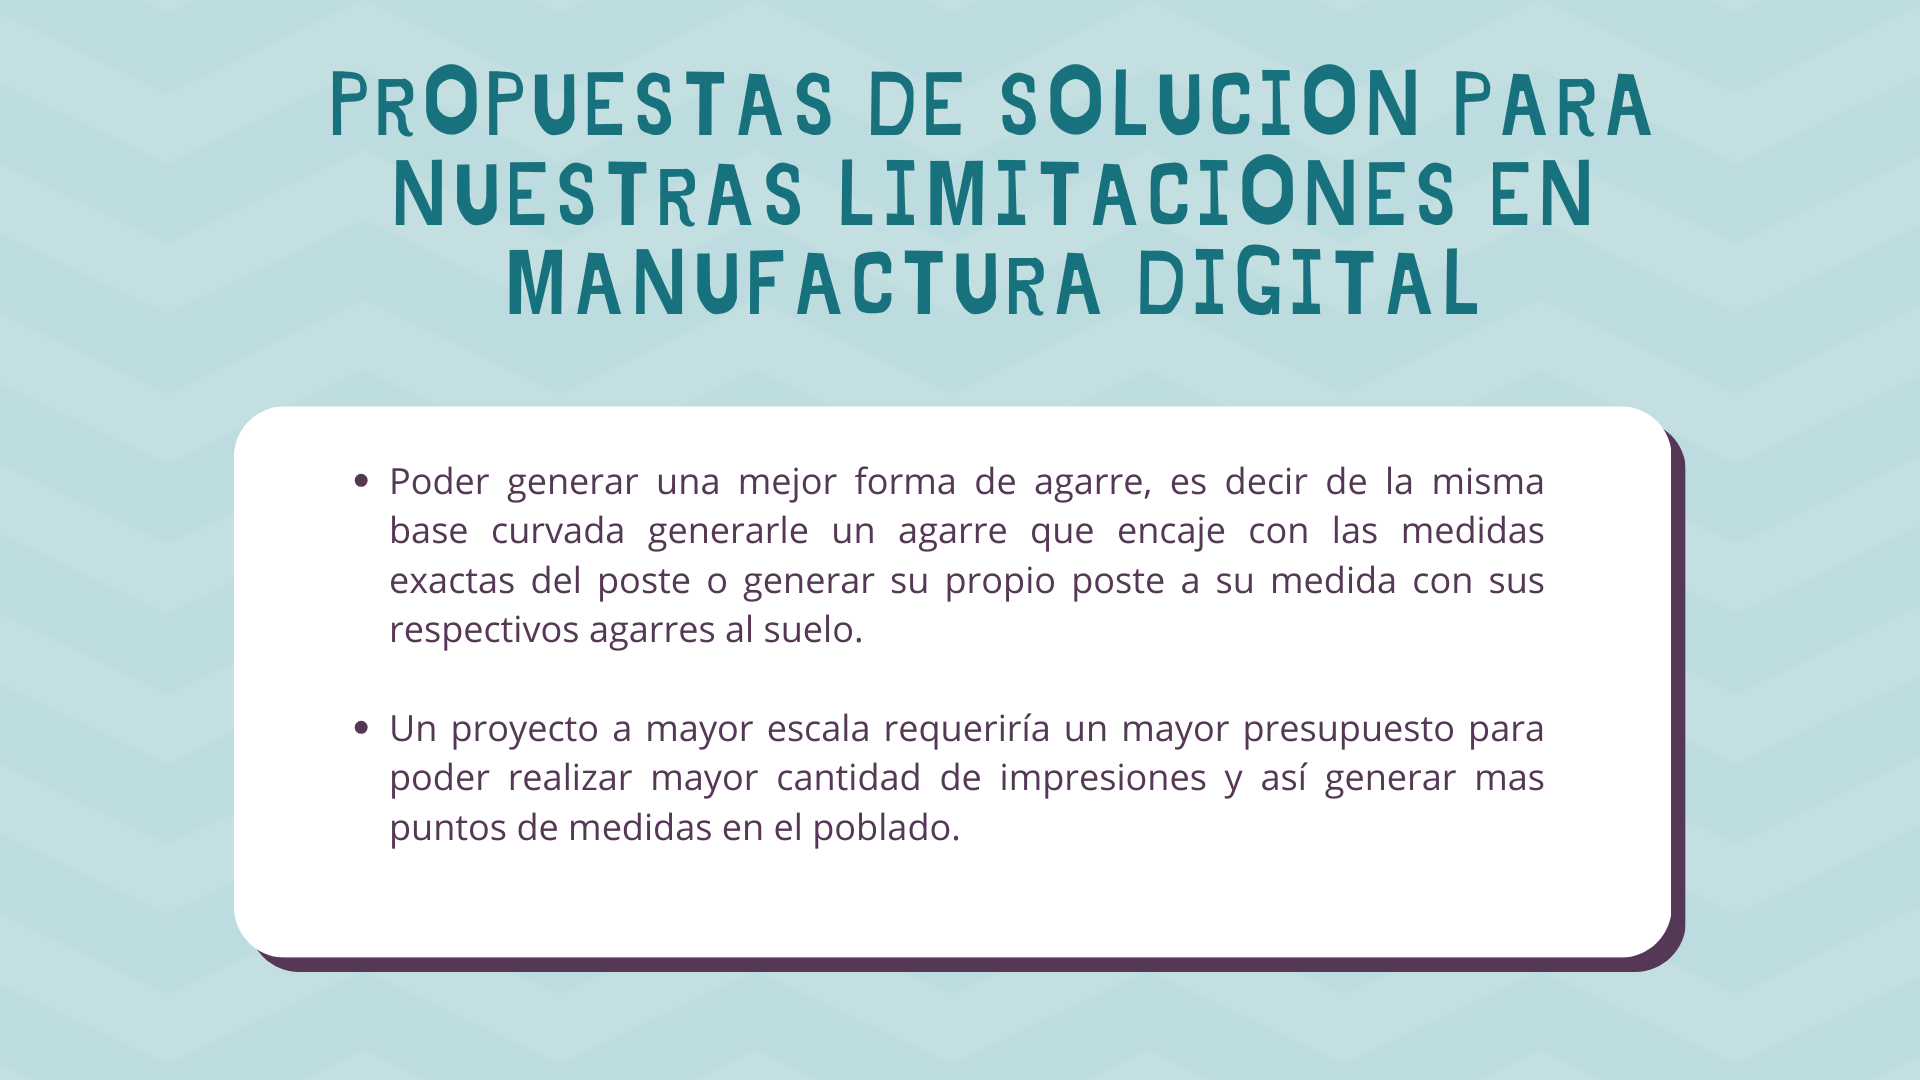 PROPUESTAS DE SOLUCION PARA
NUESTRAS LIMITACIONES EN
MANUFACTURA DIGITAL
• Poder generar una mejor forma de agarre, es decir de la misma
base curvada generarle un agarre que encaje con las medidas
exactas del poste o generar su propio poste a su medida con sus
respectivos agarres al suelo.
• Un proyecto a mayor escala requeriría un mayor presupuesto para
poder realizar mayor cantidad de impresiones y así generar mas
puntos de medidas en el poblado.